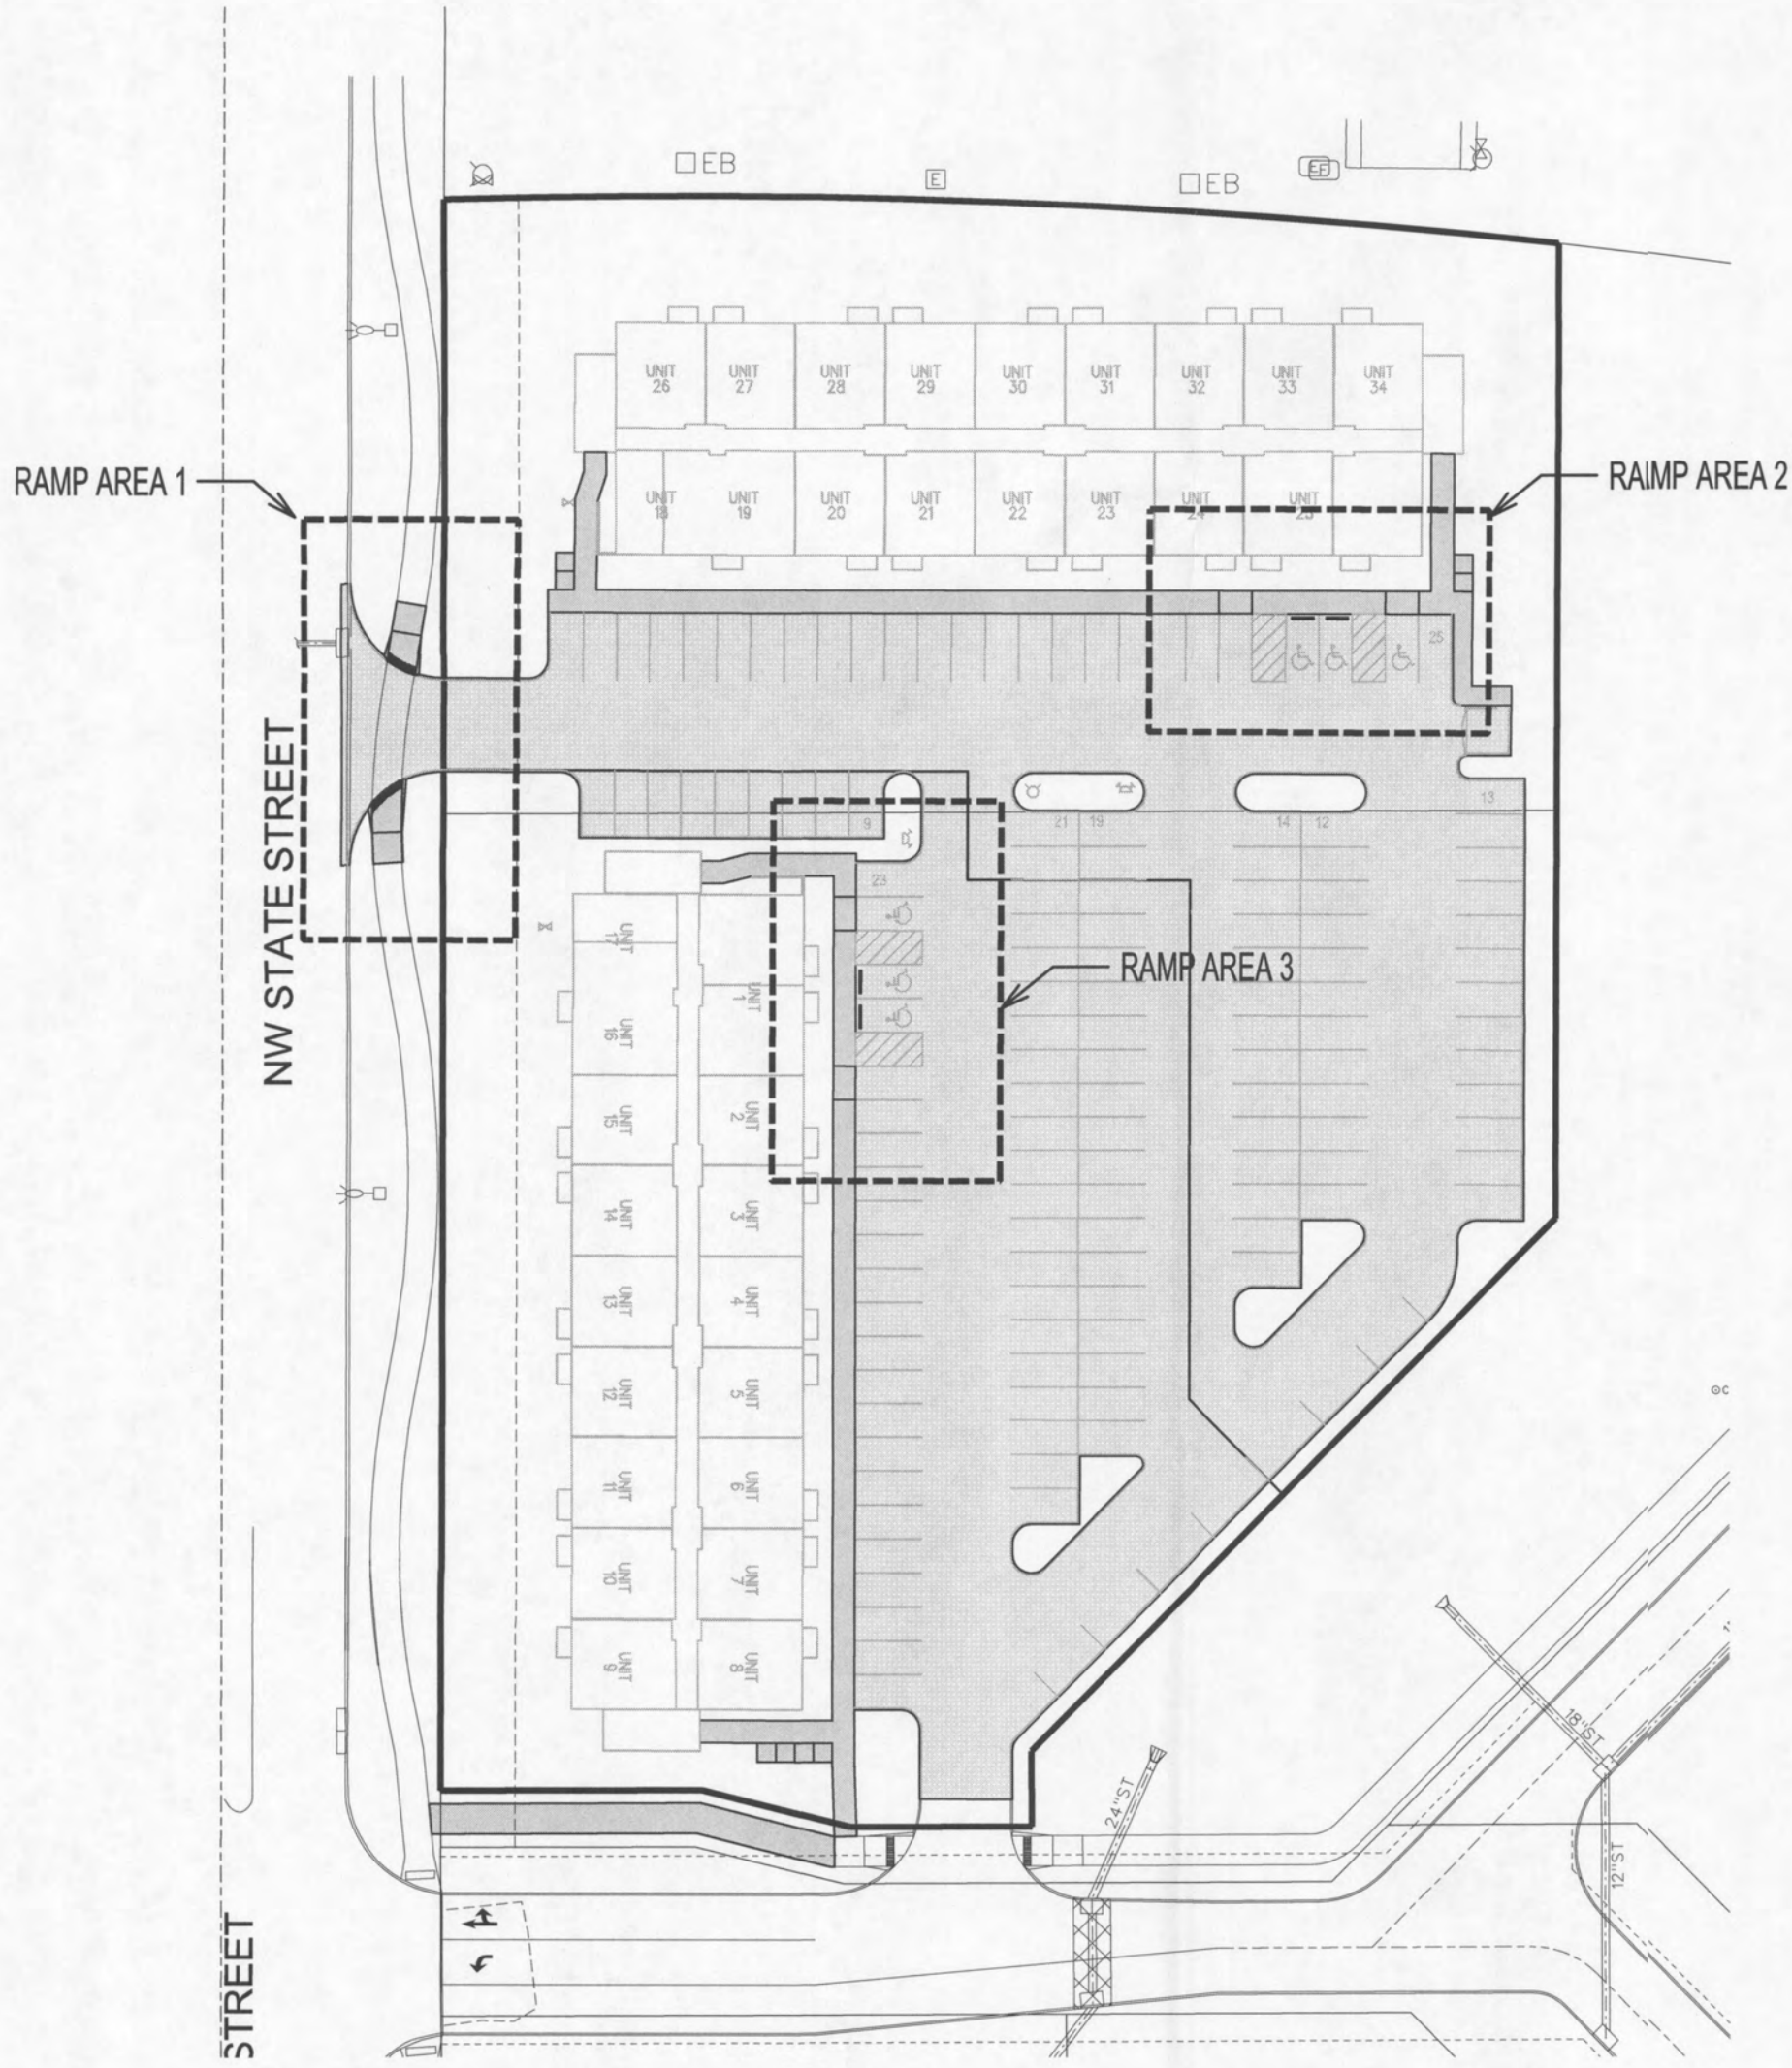 EB
E
EB
EF
UNIT
26
UNIT
27
UNIT
28
UNIT
29
UNIT
30
UNIT
31
UNIT
32
UNIT
33
UNIT
34
RAMP AREA 1
RAMP AREA 2
UNIT
18
UNIT
19
UNIT
20
UNIT
21
UNIT
22
UNIT
23
UNIT
24
UNIT
25
25
NW STATE STREET
9
21
19
14
12
13
23
RAMP AREA 3
UNIT
17
UNIT
1
UNIT
16
UNIT
15
UNIT
2
UNIT
14
UNIT
3
UNIT
13
UNIT
4
UNIT
12
UNIT
5
UNIT
11
UNIT
6
UNIT
10
UNIT
7
UNIT
9
UNIT
8
18"ST
24"ST
12"ST
STREET